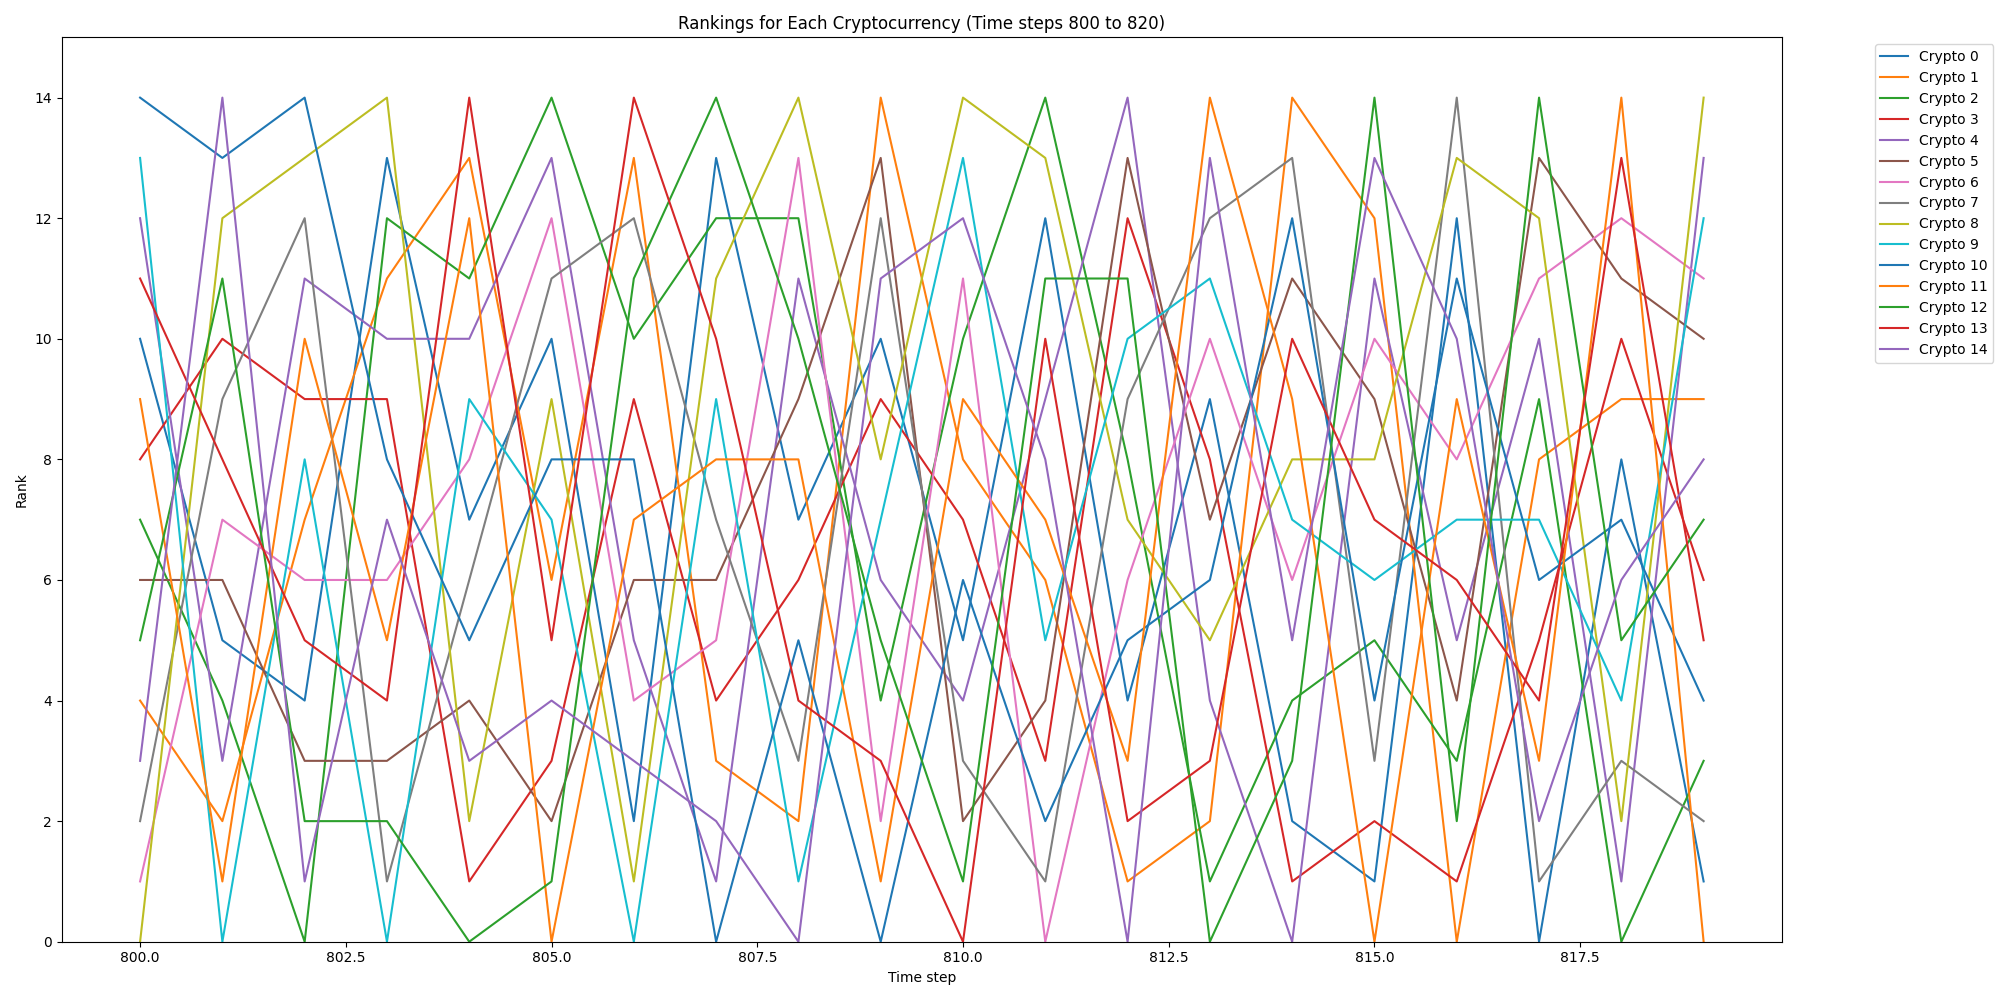 Rankings for Each Cryptocurrency (Time steps 800 to 820)
Rank
14
12
10
8
6
4
2
0
800.0 802.5 805.0 807.5 810.0 812.5 815.0 817.5
Time step
Crypto 0
Crypto 1
Crypto 2
Crypto 3
Crypto 4
Crypto 5
Crypto 6
Crypto 7
Crypto 8
Crypto 9
Crypto 10
Crypto 11
Crypto 12
Crypto 13
Crypto 14